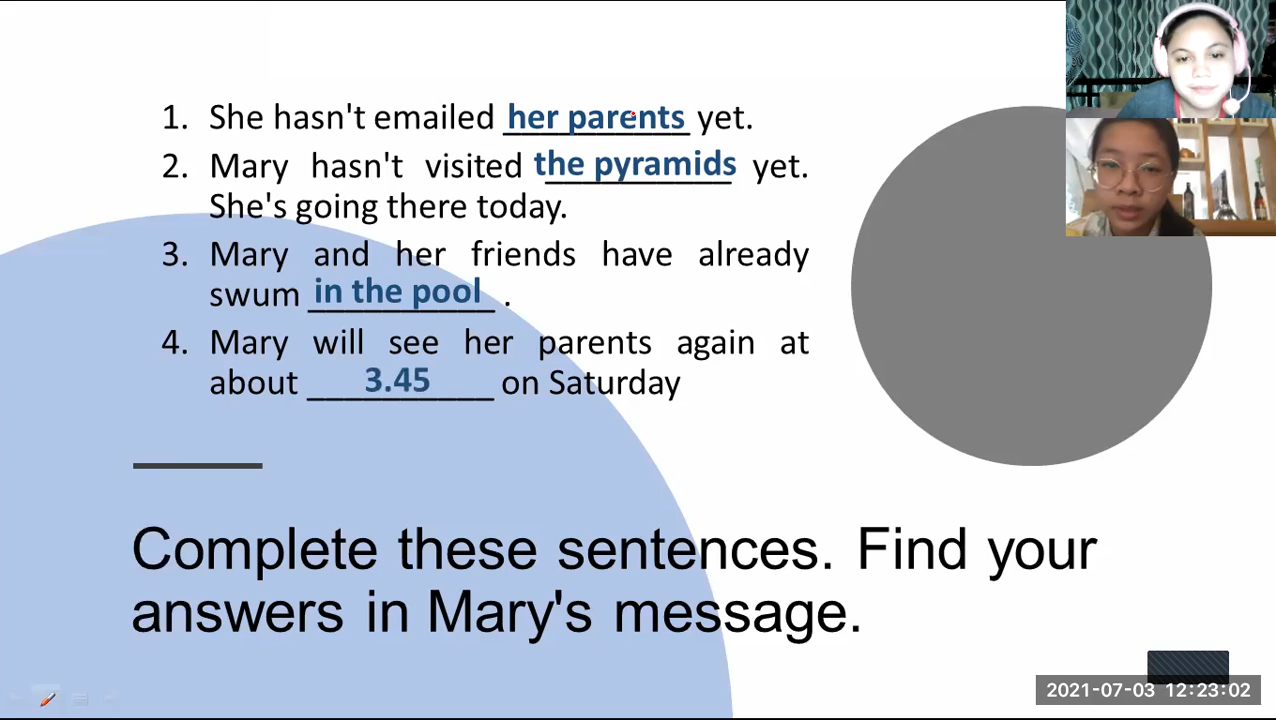 1. She hasn't emailed her parents yet.
2. Mary hasn't visited the pyramids yet.
She's going there today.
3. Mary and her friends have already
swum in the pool .
4. Mary will see her parents again at
about 3.45 on Saturday
Complete these sentences. Find your
answers in Mary's message.
2021-07-03 12:23:02